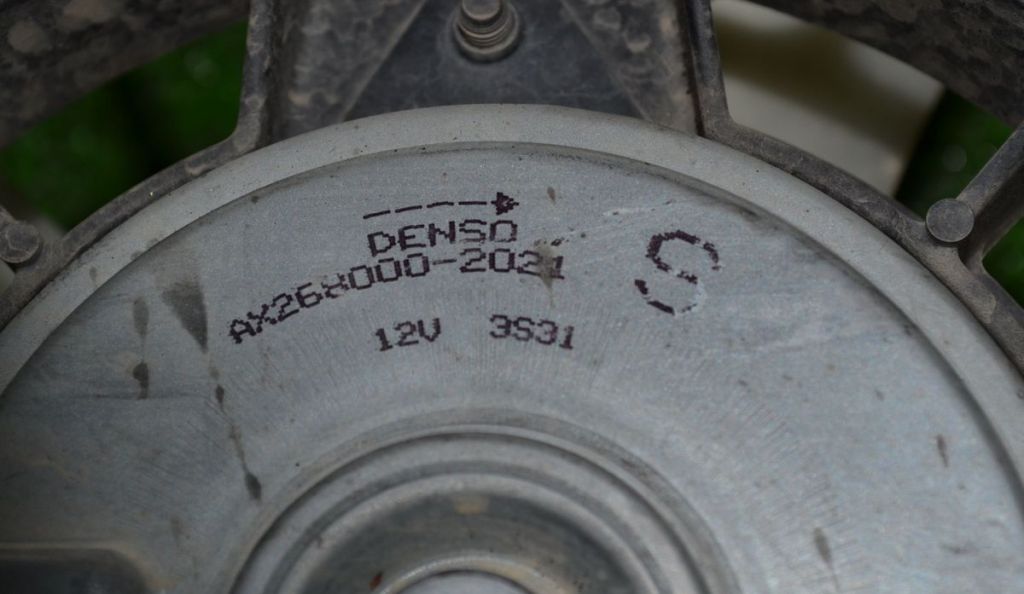 DENSO
AX268000-2021
12V 3S31
S